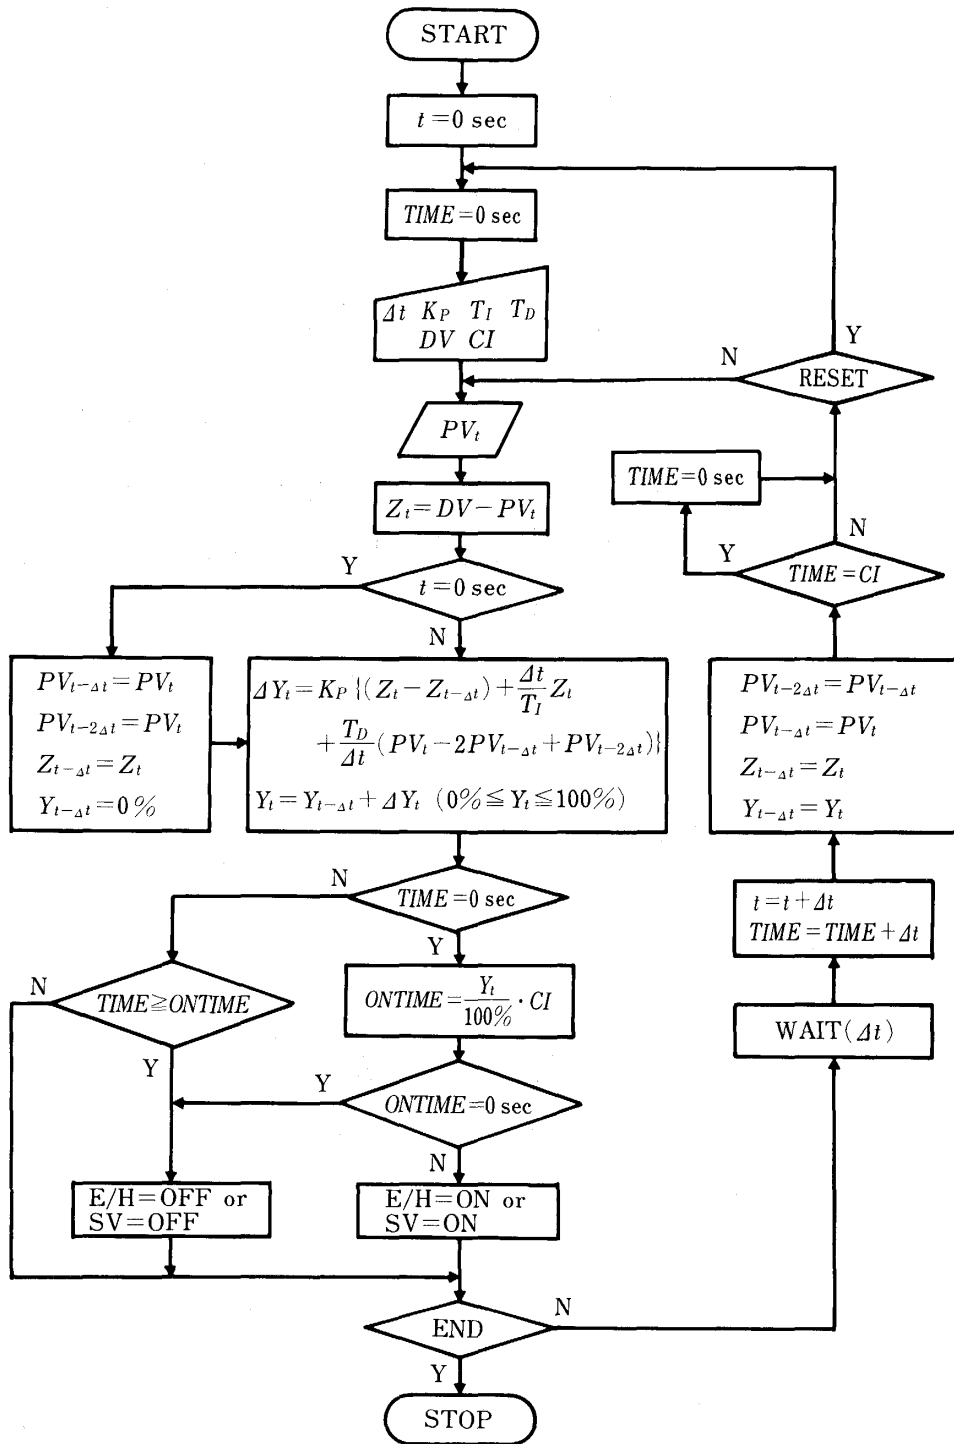 START
t=0 sec
TIME=0 sec
Δt K_P T_I T_D
DV CI
N
Y
RESET
PV_t
TIME=0 sec
Z_t=DV−PV_t
N
Y
TIME=CI
Y
t=0 sec
N
PV_{t−Δt}=PV_t
PV_{t−2Δt}=PV_t
Z_{t−Δt}=Z_t
Y_{t−Δt}=0%
ΔY_t=K_P{(Z_t−Z_{t−Δt})+Δt/T_I Z_t
+T_D/Δt(PV_t−2PV_{t−Δt}+PV_{t−2Δt})}
Y_t=Y_{t−Δt}+ΔY_t (0%≦Y_t≦100%)
PV_{t−2Δt}=PV_{t−Δt}
PV_{t−Δt}=PV_t
Z_{t−Δt}=Z_t
Y_{t−Δt}=Y_t
N
TIME=0 sec
Y
t=t+Δt
TIME=TIME+Δt
N
TIME≧ONTIME
Y
ONTIME=Y_t/100%·CI
WAIT(Δt)
Y
ONTIME=0 sec
N
E/H=OFF or
SV=OFF
E/H=ON or
SV=ON
END
N
Y
STOP